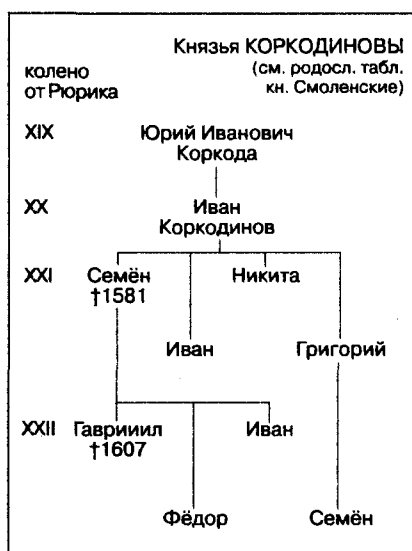 Князья КОРКОДИНОВЫ
колено (см. родосл. табл.
от Рюрика кн. Смоленские)
XIX Юрий Иванович
Коркода
XX Иван
Коркодинов
XXI Семён Никита
†1581
Иван Григорий
XXII Гаврииил Иван
†1607
Фёдор Семён